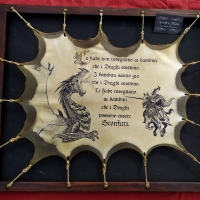 Le fiabe non insegnano ai bambini
che i Draghi esistono.
I bambini sanno già
che i Draghi esistono.
Le fiabe insegnano
ai bambini
che i Draghi
possono essere
Sconfitti.